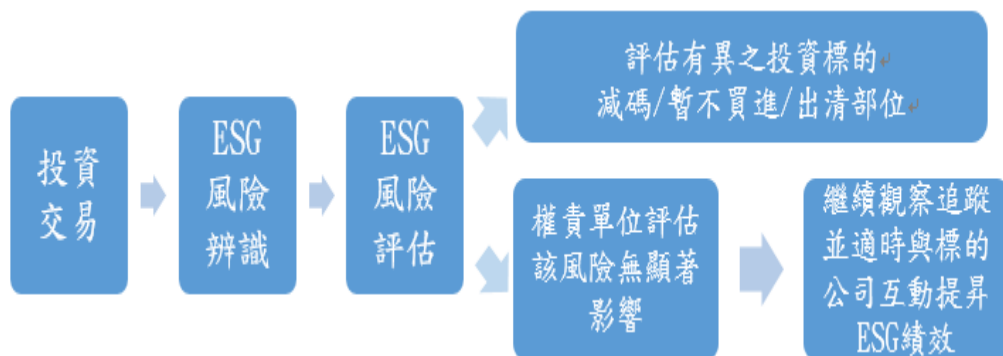 投資
交易
ESG
風險
辨識
ESG
風險
評估
評估有異之投資標的
減碼/暫不買進/出清部位
權責單位評估
該風險無顯著
影響
繼續觀察追蹤
並適時與標的
公司互動提昇
ESG績效